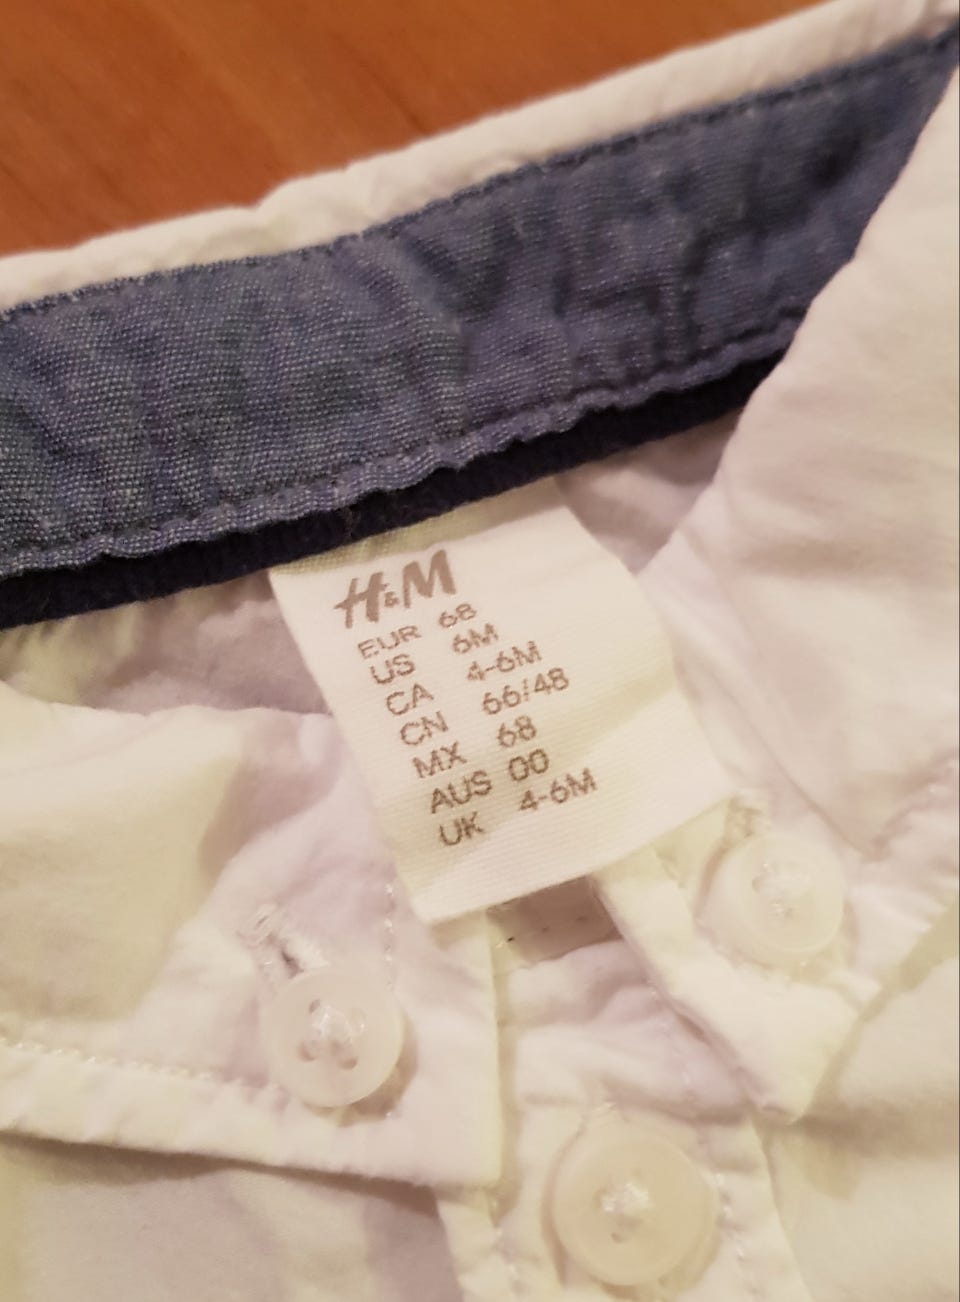 H&M
EUR 68
US 6M
CA 4-6M
CN 66/48
MX 68
AUS 00
UK 4-6M